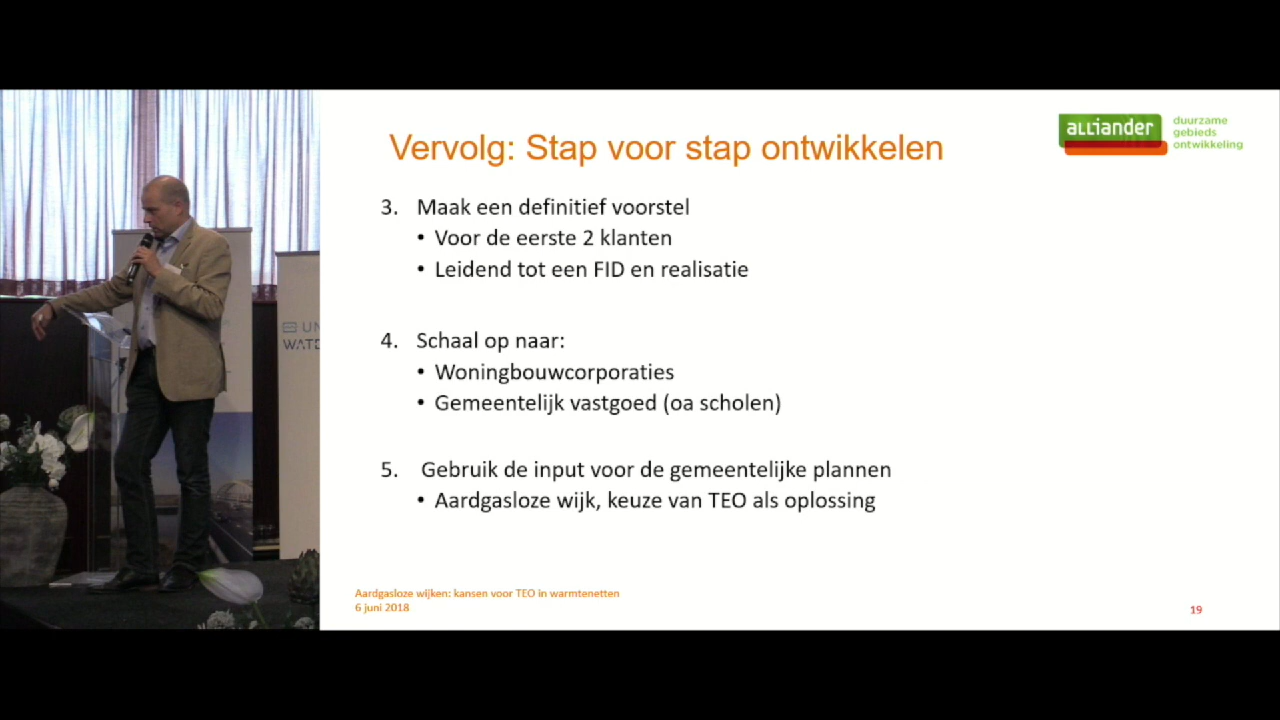 Vervolg: Stap voor stap ontwikkelen
alliander
duurzame
gebieds
ontwikkeling
3. Maak een definitief voorstel
• Voor de eerste 2 klanten
• Leidend tot een FID en realisatie
4. Schaal op naar:
• Woningbouwcorporaties
• Gemeentelijk vastgoed (oa scholen)
5. Gebruik de input voor de gemeentelijke plannen
• Aardgasloze wijk, keuze van TEO als oplossing
Aardgasloze wijken: kansen voor TEO in warmtenetten
6 juni 2018
19